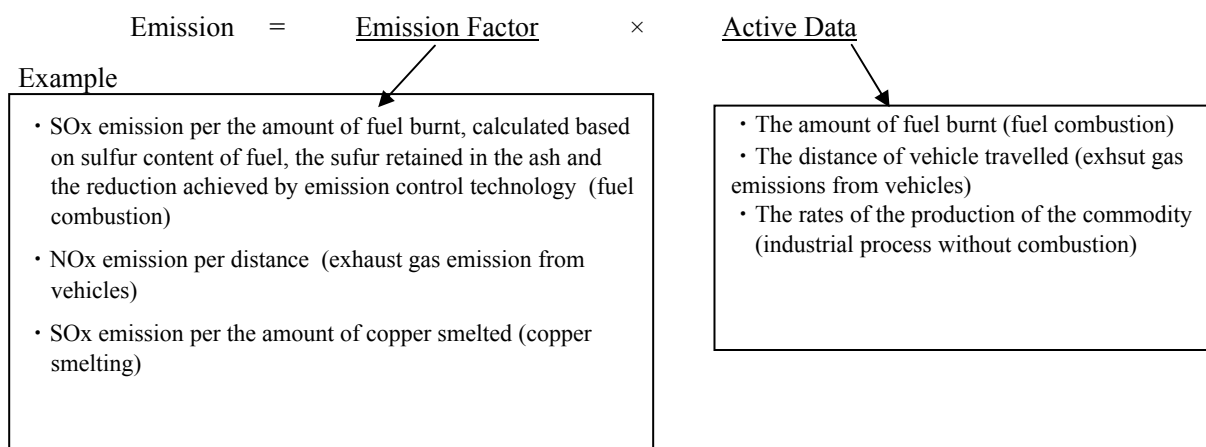 Emission = Emission Factor × Active Data
Example
・SOx emission per the amount of fuel burnt, calculated based
on sulfur content of fuel, the sufur retained in the ash and
the reduction achieved by emission control technology (fuel
combustion)
・NOx emission per distance (exhaust gas emission from
vehicles)
・SOx emission per the amount of copper smelted (copper
smelting)
・The amount of fuel burnt (fuel combustion)
・The distance of vehicle travelled (exhsut gas
emissions from vehicles)
・The rates of the production of the commodity
(industrial process without combustion)